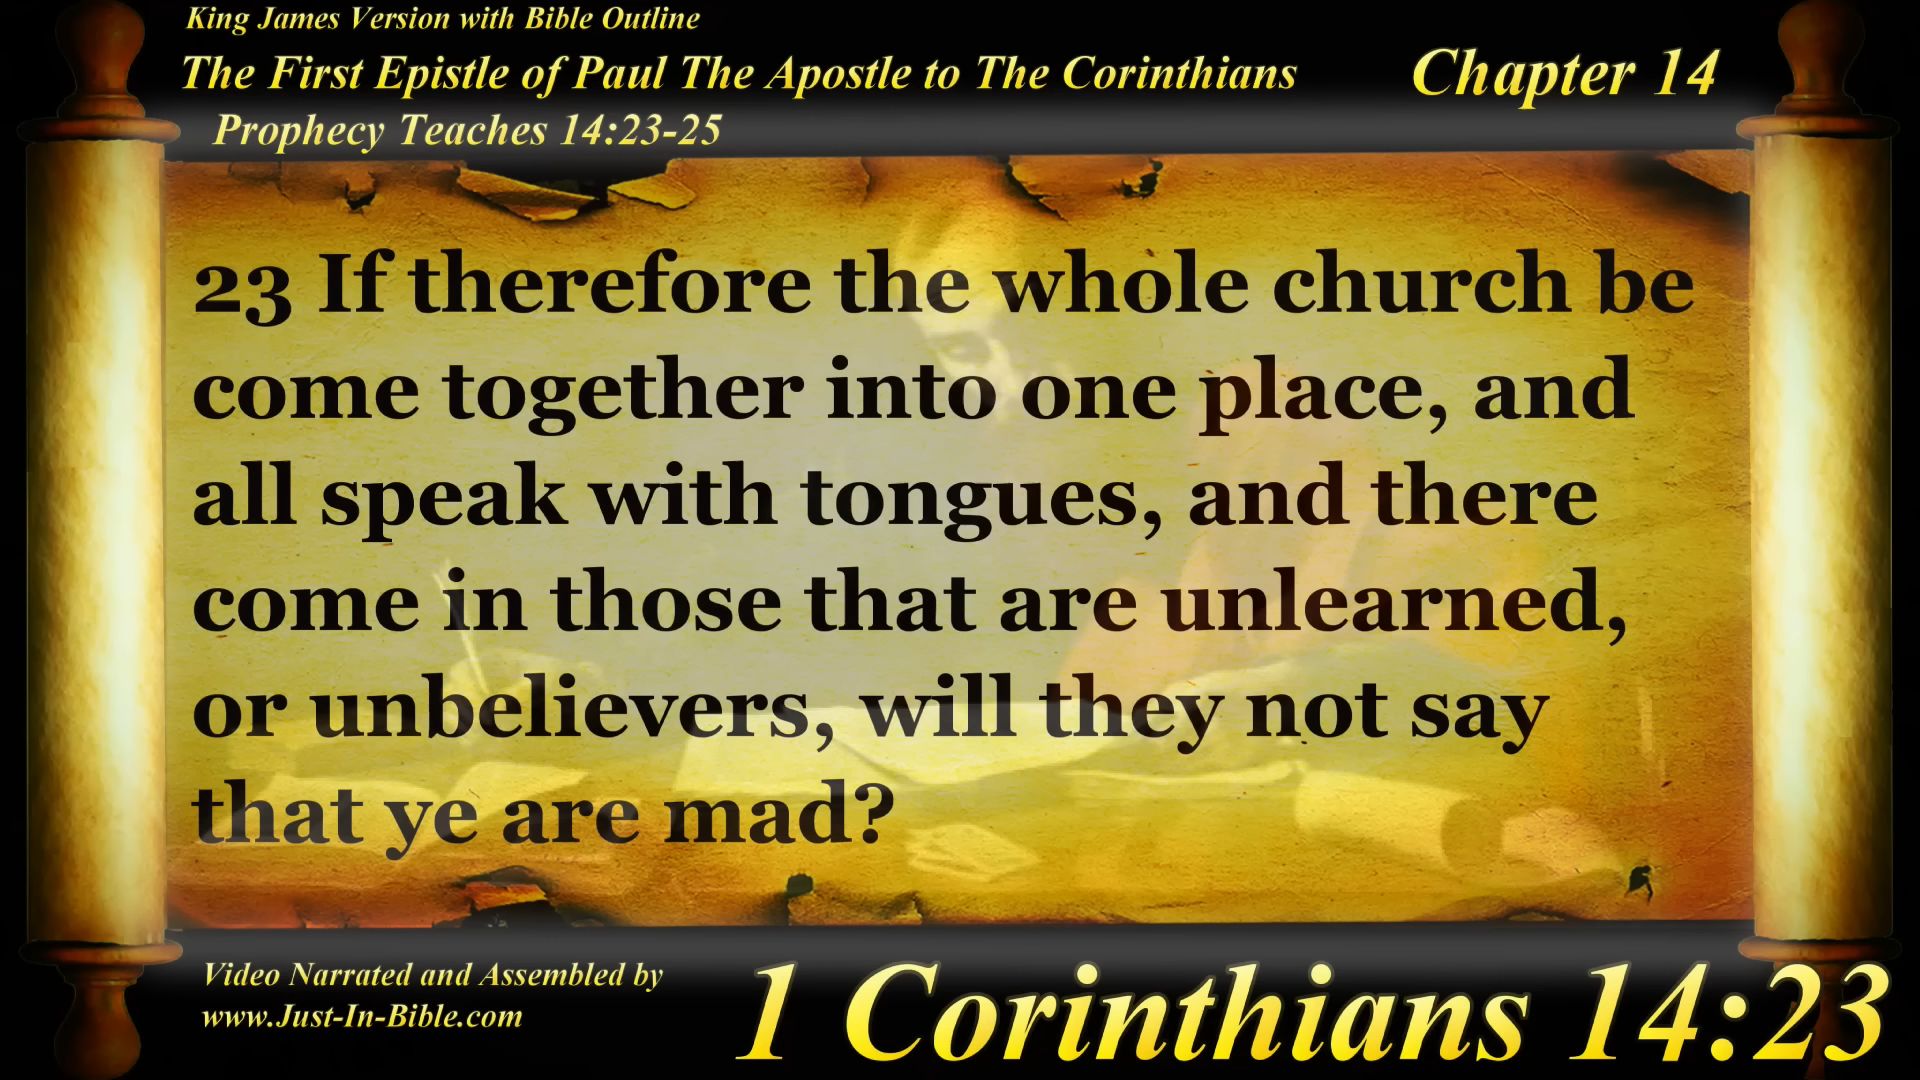 King James Version with Bible Outline
The First Epistle of Paul The Apostle to The Corinthians
Chapter 14
Prophecy Teaches 14:23-25
23 If therefore the whole church be
come together into one place, and
all speak with tongues, and there
come in those that are unlearned,
or unbelievers, will they not say
that ye are mad?
Video Narrated and Assembled by
www.Just-In-Bible.com
1 Corinthians 14:23